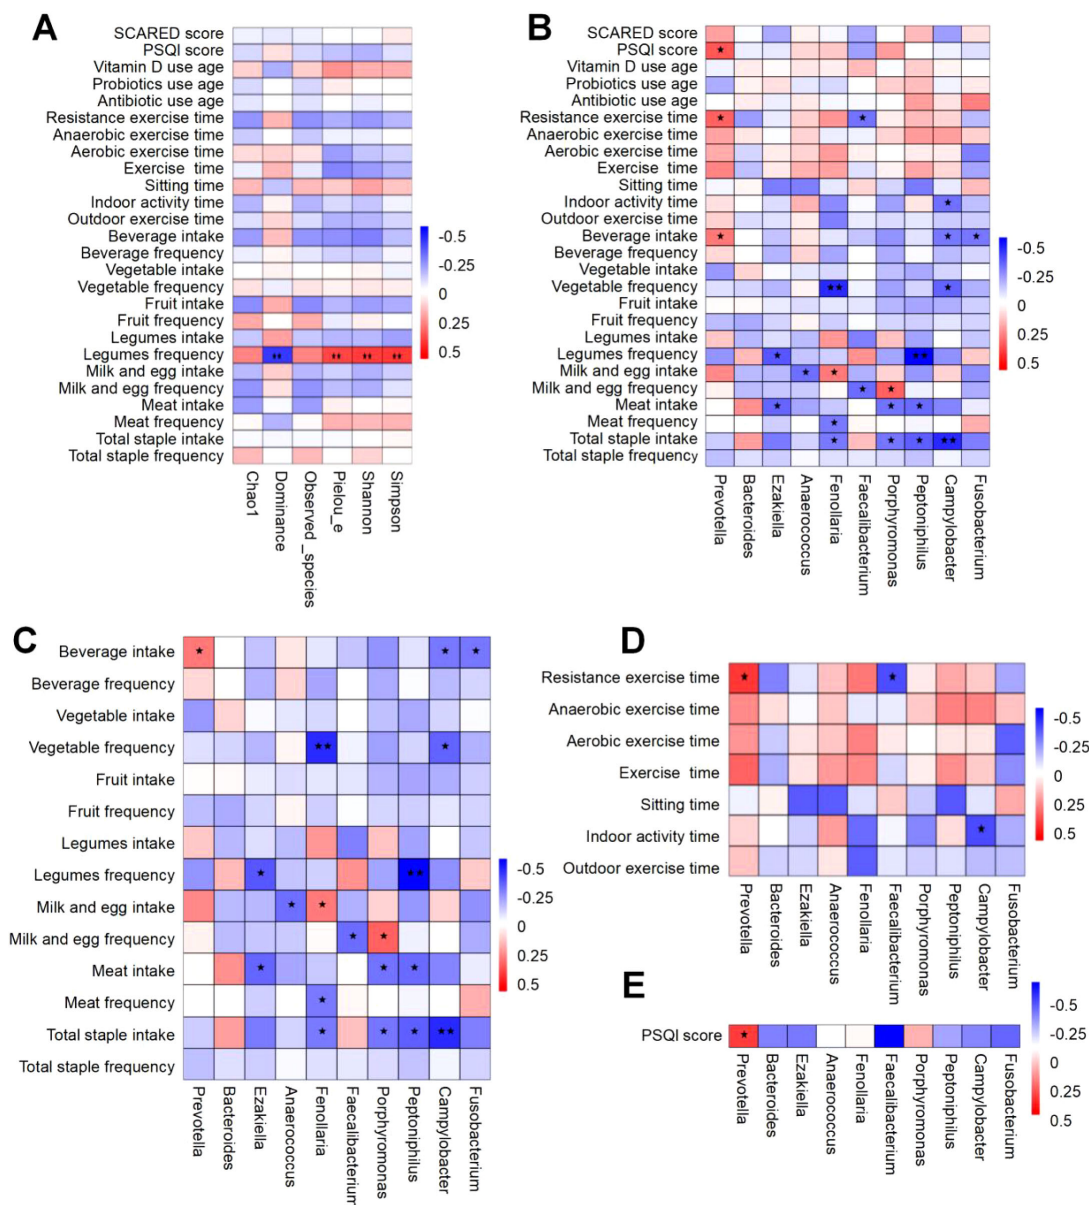 A
SCARED score
PSQI score
Vitamin D use age
Probiotics use age
Antibiotic use age
Resistance exercise time
Anaerobic exercise time
Aerobic exercise time
Exercise time
Sitting time
Indoor activity time
Outdoor exercise time
Beverage intake
Beverage frequency
Vegetable intake
Vegetable frequency
Fruit intake
Fruit frequency
Legumes intake
Legumes frequency
Milk and egg intake
Milk and egg frequency
Meat intake
Meat frequency
Total staple intake
Total staple frequency
Chao1
Dominance
Observed_species
Pielou_e
Shannon
Simpson
-0.5
-0.25
0
0.25
0.5
B
SCARED score
PSQI score
Vitamin D use age
Probiotics use age
Antibiotic use age
Resistance exercise time
Anaerobic exercise time
Aerobic exercise time
Exercise time
Sitting time
Indoor activity time
Outdoor exercise time
Beverage intake
Beverage frequency
Vegetable intake
Vegetable frequency
Fruit intake
Fruit frequency
Legumes intake
Legumes frequency
Milk and egg intake
Milk and egg frequency
Meat intake
Meat frequency
Total staple intake
Total staple frequency
Prevotella
Bacteroides
Ezakiella
Anaerococcus
Fenollaria
Faecalibacterium
Porphyromonas
Peptoniphilus
Campylobacter
Fusobacterium
-0.5
-0.25
0
0.25
0.5
C
Beverage intake
Beverage frequency
Vegetable intake
Vegetable frequency
Fruit intake
Fruit frequency
Legumes intake
Legumes frequency
Milk and egg intake
Milk and egg frequency
Meat intake
Meat frequency
Total staple intake
Total staple frequency
Prevotella
Bacteroides
Ezakiella
Anaerococcus
Fenollaria
Faecalibacterium
Porphyromonas
Peptoniphilus
Campylobacter
Fusobacterium
-0.5
-0.25
0
0.25
0.5
D
Resistance exercise time
Anaerobic exercise time
Aerobic exercise time
Exercise time
Sitting time
Indoor activity time
Outdoor exercise time
Prevotella
Bacteroides
Ezakiella
Anaerococcus
Fenollaria
Faecalibacterium
Porphyromonas
Peptoniphilus
Campylobacter
Fusobacterium
-0.5
-0.25
0
0.25
0.5
E
PSQI score
Prevotella
Bacteroides
Ezakiella
Anaerococcus
Fenollaria
Faecalibacterium
Porphyromonas
Peptoniphilus
Campylobacter
Fusobacterium
-0.5
-0.25
0
0.25
0.5